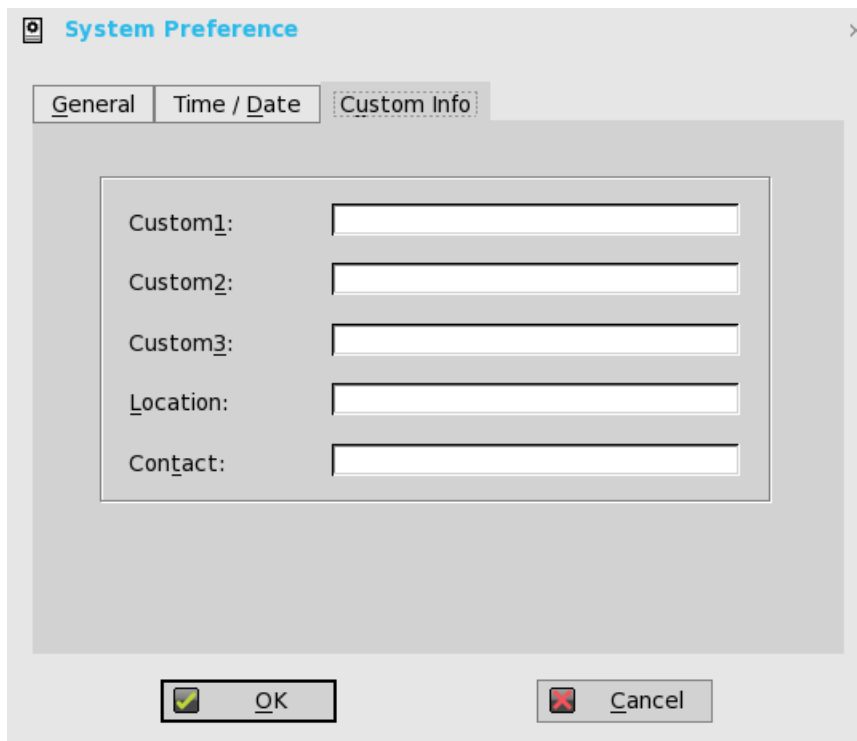 System Preference
General Time / Date Custom Info
Custom1:
Custom2:
Custom3:
Location:
Contact:
OK Cancel